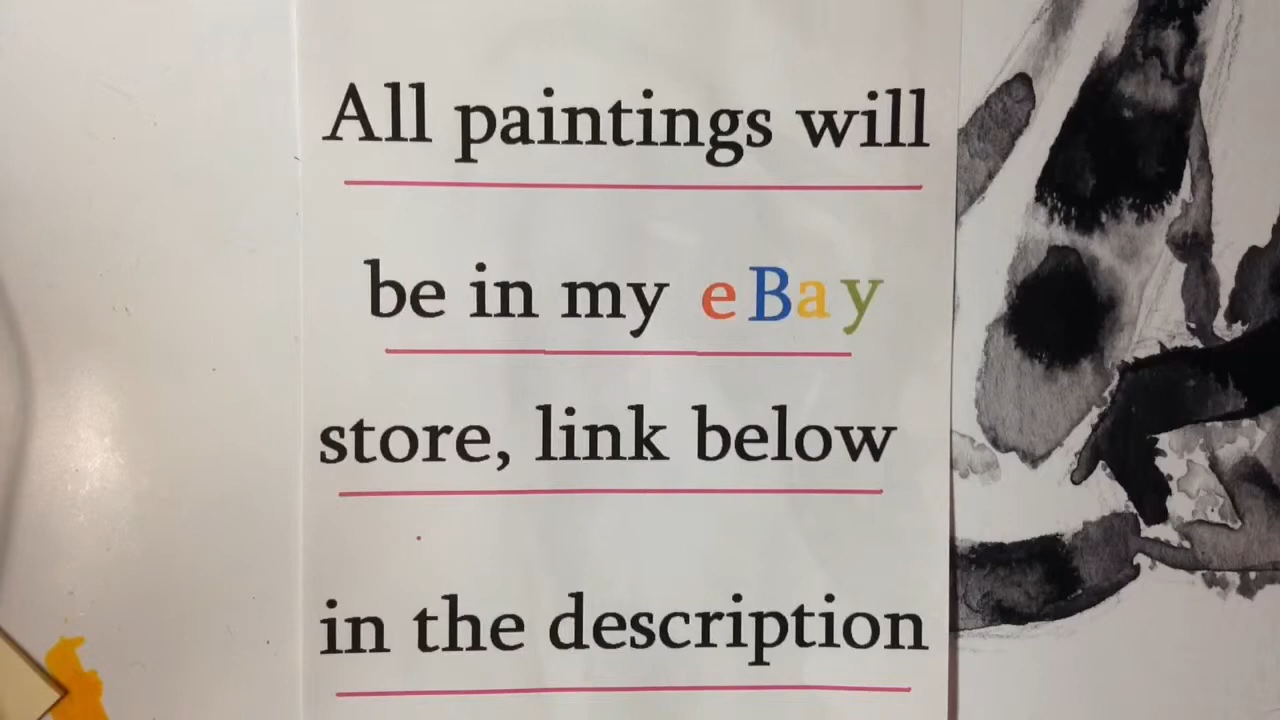 All paintings will
be in my eBay
store, link below
in the description